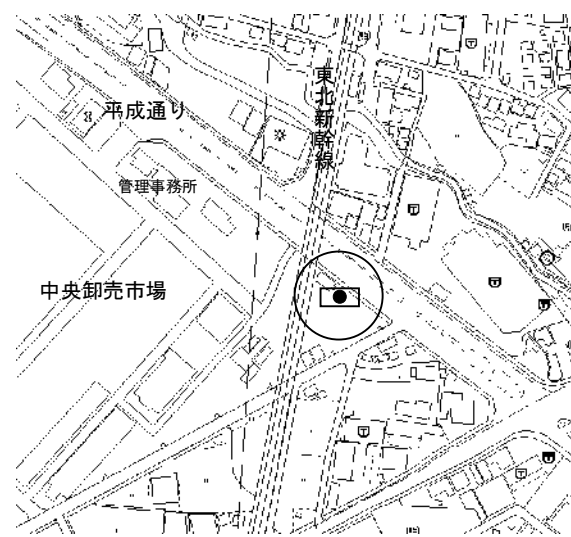 東北新幹線
平成通り
管理事務所
中央卸売市場